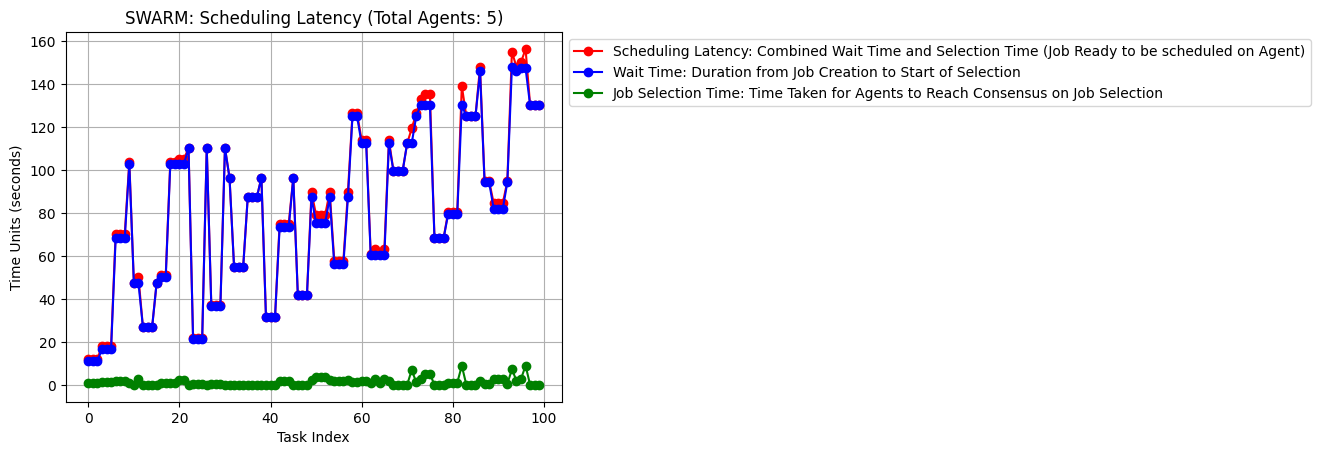 SWARM: Scheduling Latency (Total Agents: 5)
Scheduling Latency: Combined Wait Time and Selection Time (Job Ready to be scheduled on Agent)
Wait Time: Duration from Job Creation to Start of Selection
Job Selection Time: Time Taken for Agents to Reach Consensus on Job Selection
Time Units (seconds)
160
140
120
100
80
60
40
20
0
0 20 40 60 80 100
Task Index